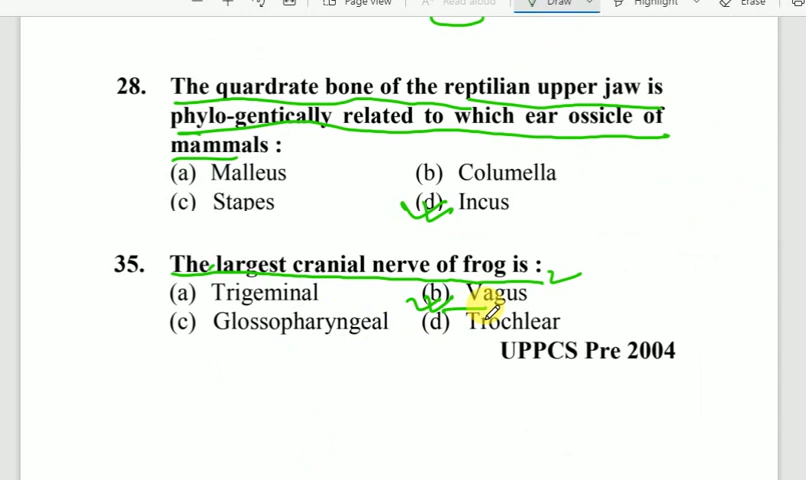 Page view
Read aloud
Draw
Highlight
Erase
28. The quardrate bone of the reptilian upper jaw is
phylo-gentically related to which ear ossicle of
mammals :
(a) Malleus (b) Columella
(c) Stapes (d) Incus
35. The largest cranial nerve of frog is :
(a) Trigeminal (b) Vagus
(c) Glossopharyngeal (d) Trochlear
UPPCS Pre 2004